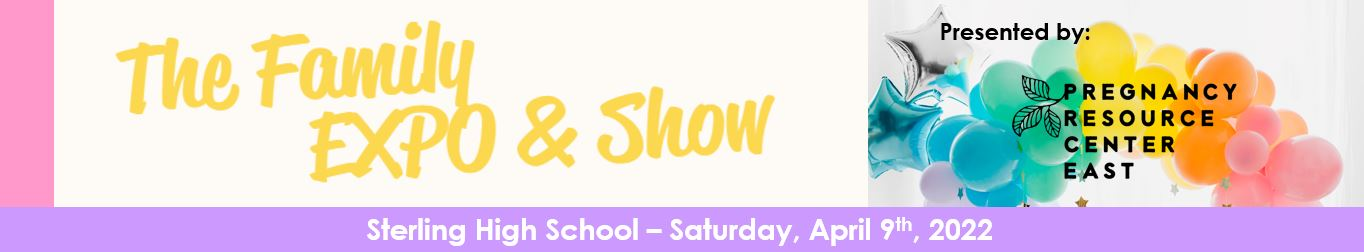 The Family
EXPO & Show
Presented by:
PREGNANCY
RESOURCE
CENTER
EAST
Sterling High School – Saturday, April 9th, 2022